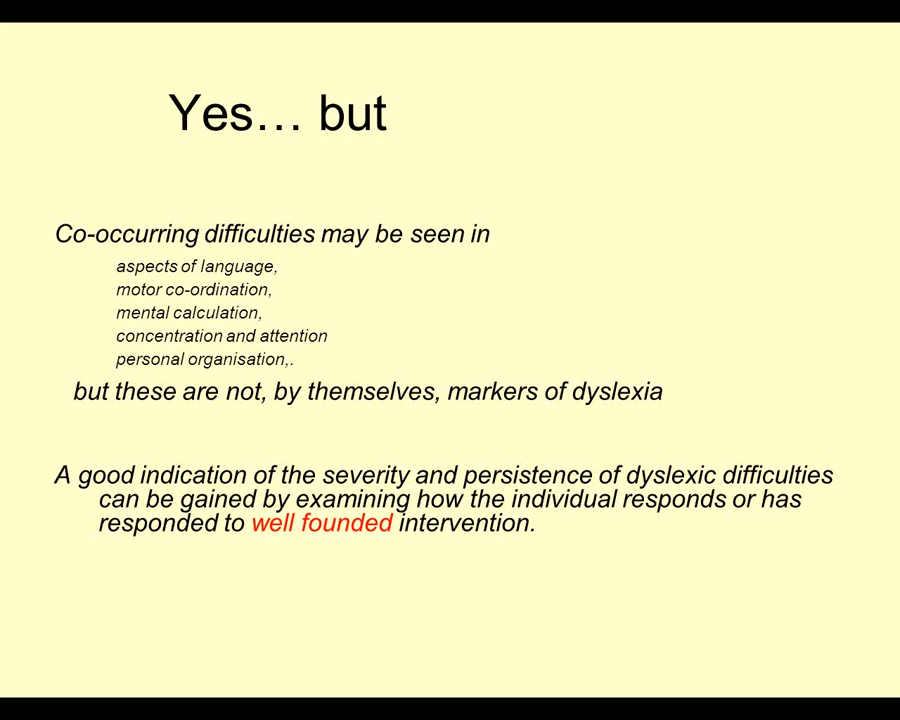 Yes… but
Co-occurring difficulties may be seen in
aspects of language,
motor co-ordination,
mental calculation,
concentration and attention
personal organisation,.
but these are not, by themselves, markers of dyslexia
A good indication of the severity and persistence of dyslexic difficulties
can be gained by examining how the individual responds or has
responded to well founded intervention.